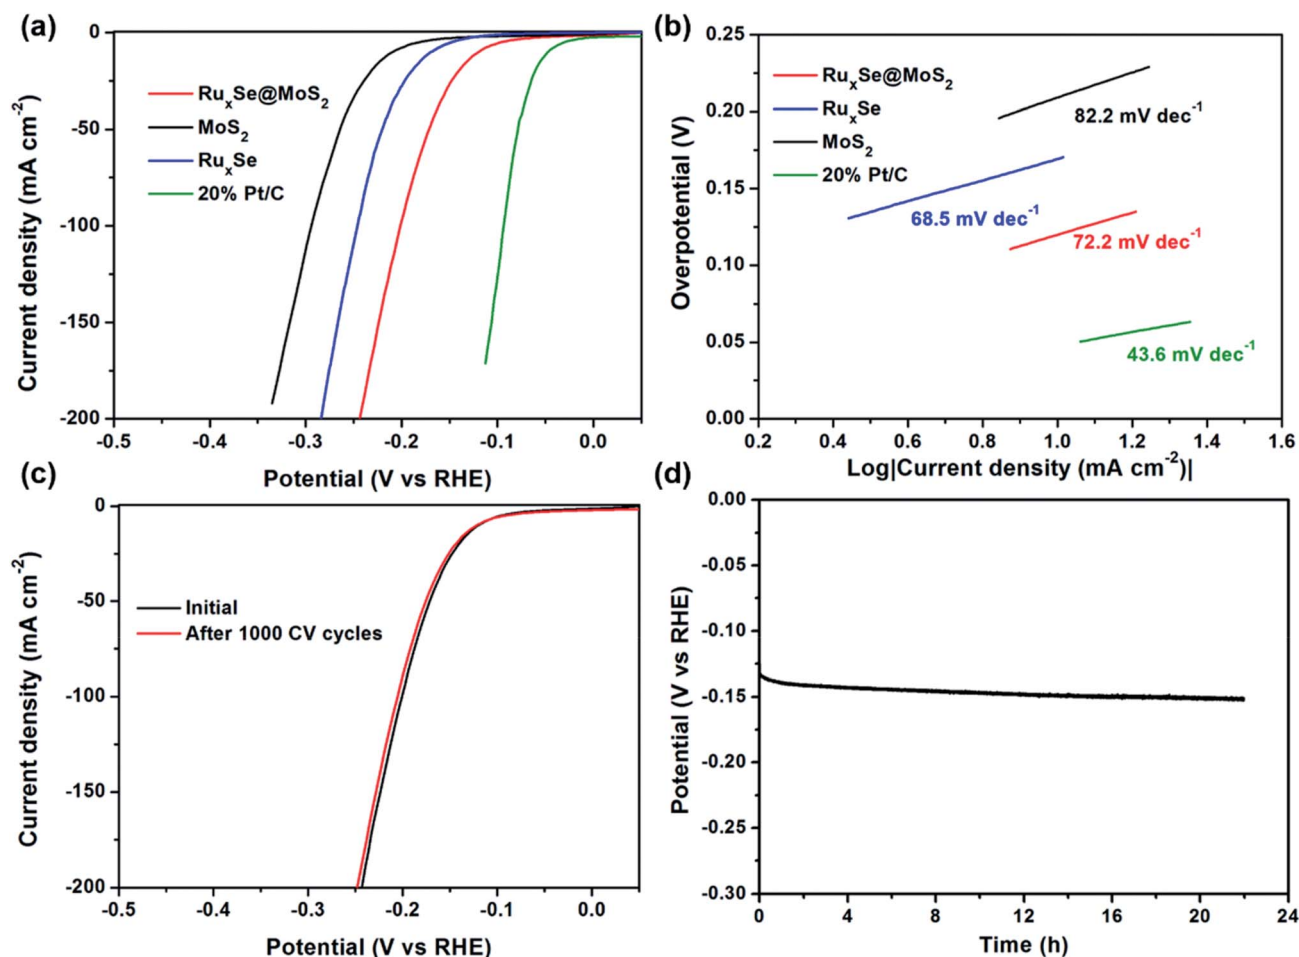 (a)
0
-50
-100
-150
-200
Current density (mA cm⁻²)
RuₓSe@MoS₂
MoS₂
RuₓSe
20% Pt/C
-0.5 -0.4 -0.3 -0.2 -0.1 0.0
Potential (V vs RHE)
(b)
0.25
0.20
0.15
0.10
0.05
0.00
Overpotential (V)
RuₓSe@MoS₂
RuₓSe
MoS₂
20% Pt/C
82.2 mV dec⁻¹
68.5 mV dec⁻¹
72.2 mV dec⁻¹
43.6 mV dec⁻¹
0.2 0.4 0.6 0.8 1.0 1.2 1.4 1.6
Log|Current density (mA cm⁻²)|
(c)
0
-50
-100
-150
-200
Current density (mA cm⁻²)
Initial
After 1000 CV cycles
-0.5 -0.4 -0.3 -0.2 -0.1 0.0
Potential (V vs RHE)
(d)
0.00
-0.05
-0.10
-0.15
-0.20
-0.25
-0.30
Potential (V vs RHE)
0 4 8 12 16 20 24
Time (h)